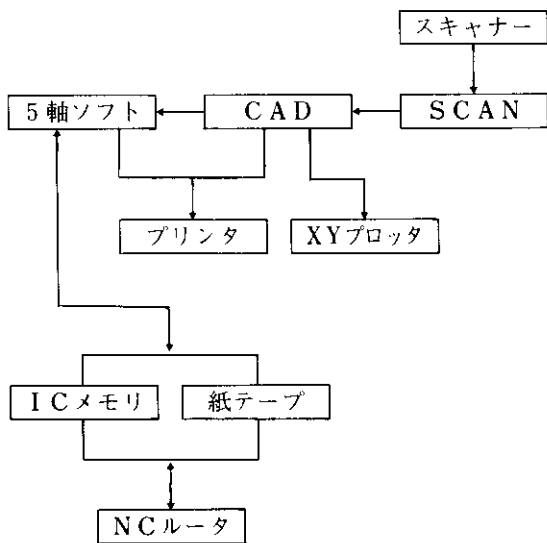 スキャナー
5軸ソフト
CAD
SCAN
プリンタ
XYプロッタ
ICメモリ
紙テープ
NCルータ